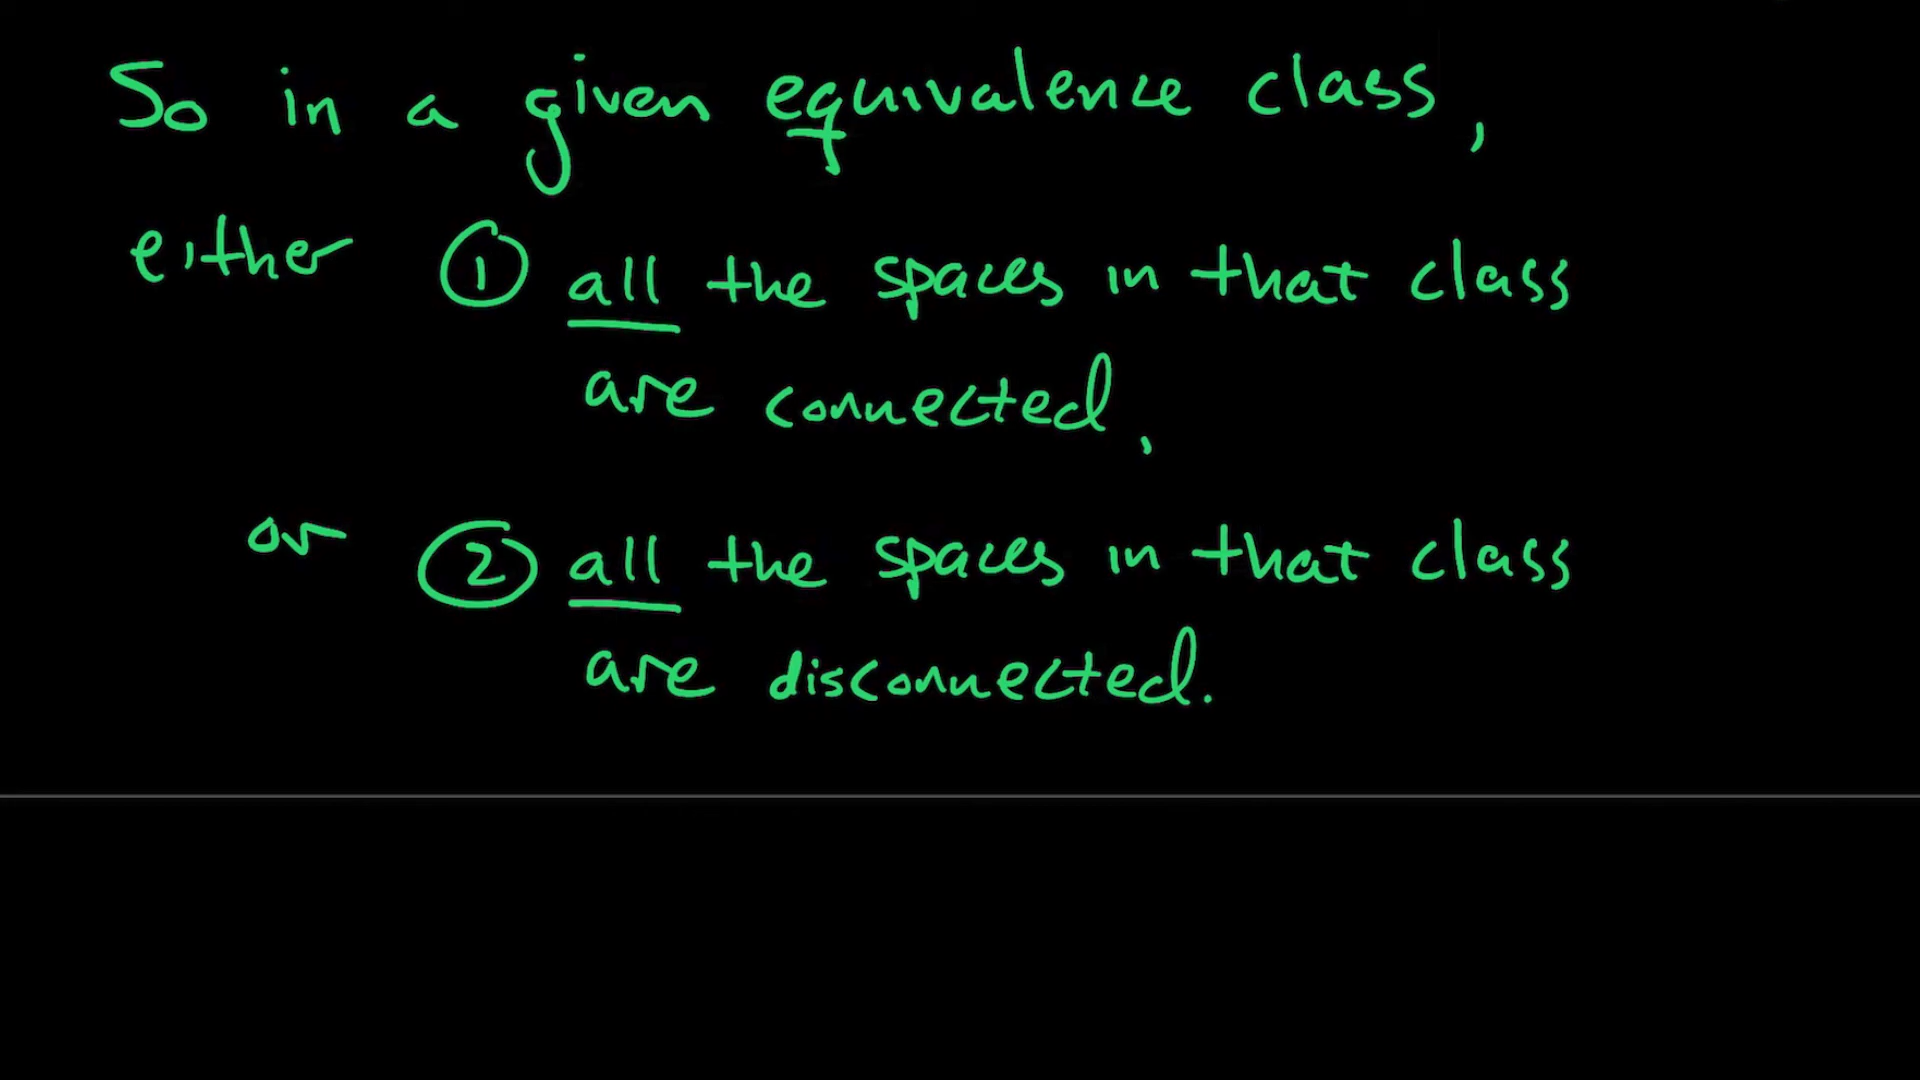 So in a given equivalence class,
either ① all the spaces in that class
are connected,
or ② all the spaces in that class
are disconnected.